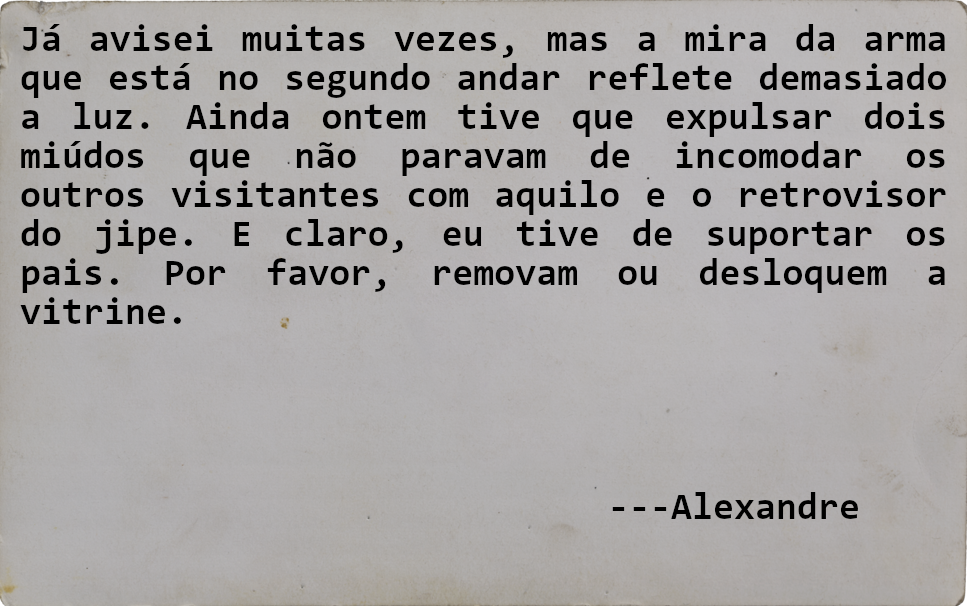 Já avisei muitas vezes, mas a mira da arma
que está no segundo andar reflete demasiado
a luz. Ainda ontem tive que expulsar dois
miúdos que não paravam de incomodar os
outros visitantes com aquilo e o retrovisor
do jipe. E claro, eu tive de suportar os
pais. Por favor, removam ou desloquem a
vitrine.
---Alexandre